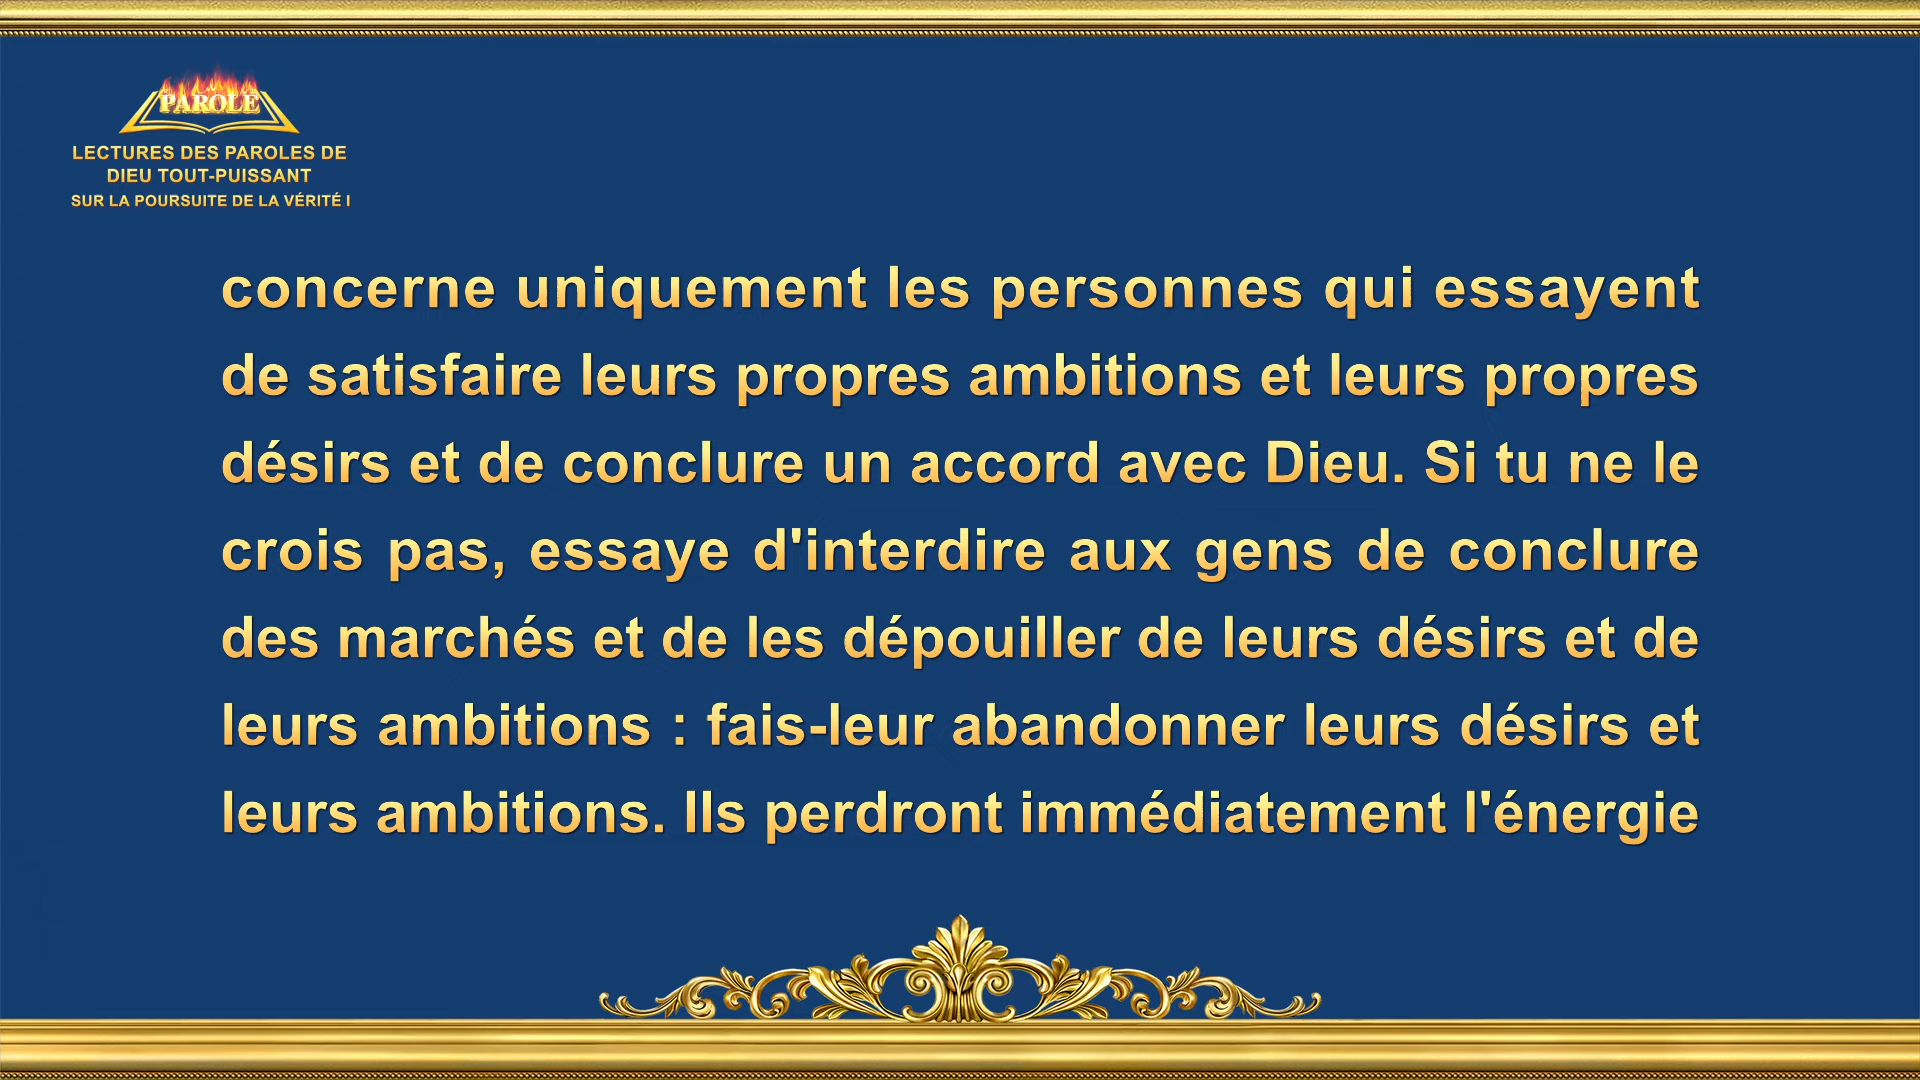 PAROLE
LECTURES DES PAROLES DE
DIEU TOUT-PUISSANT
SUR LA POURSUITE DE LA VÉRITÉ I
concerne uniquement les personnes qui essayent
de satisfaire leurs propres ambitions et leurs propres
désirs et de conclure un accord avec Dieu. Si tu ne le
crois pas, essaye d'interdire aux gens de conclure
des marchés et de les dépouiller de leurs désirs et de
leurs ambitions : fais-leur abandonner leurs désirs et
leurs ambitions. Ils perdront immédiatement l'énergie